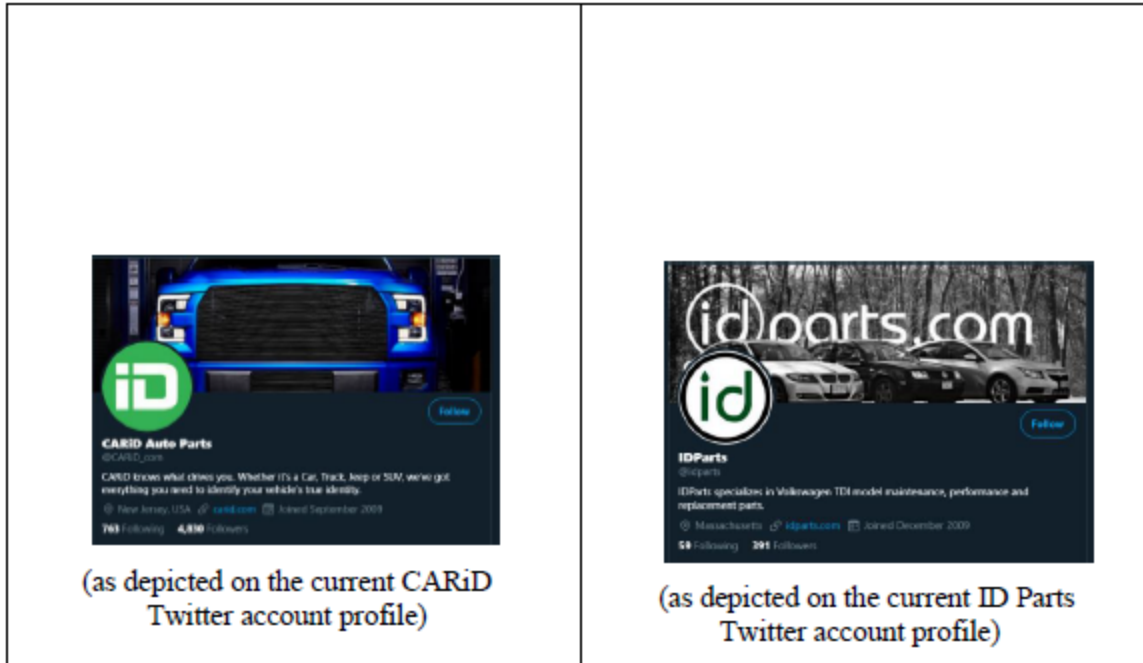 iD
Follow
CARiD Auto Parts
@CARiD_com
CARiD knows what drives you. Whether it's a Car, Truck, Jeep or SUV, we've got
everything you need to identify your vehicle's true identity.
New Jersey, USA carid.com Joined September 2009
763 Following 4,830 Followers
(as depicted on the current CARiD
Twitter account profile)
idparts.com
id
Follow
IDParts
@idparts
IDParts specializes in Volkswagen TDI model maintenance, performance and
replacement parts.
Massachusetts idparts.com Joined December 2009
59 Following 391 Followers
(as depicted on the current ID Parts
Twitter account profile)